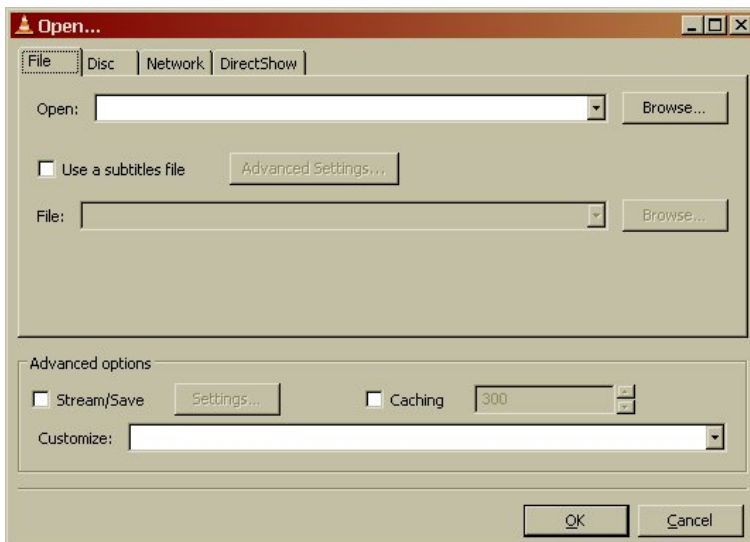 Open...
File Disc Network DirectShow
Open: Browse...
Use a subtitles file Advanced Settings...
File: Browse...
Advanced options
Stream/Save Settings... Caching 300
Customize:
OK Cancel